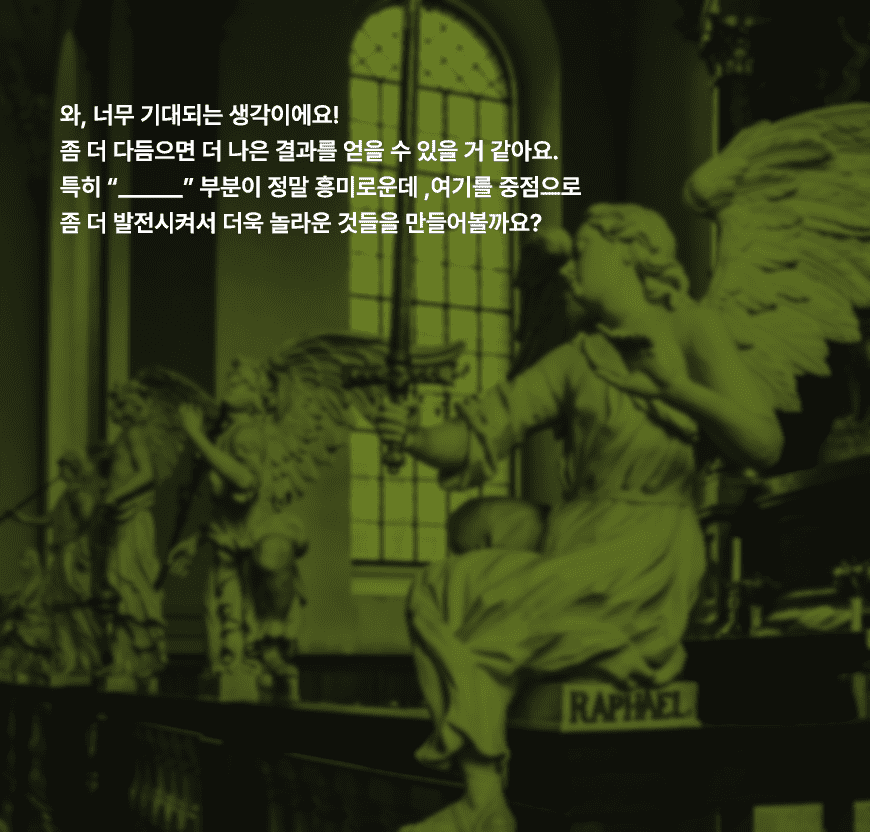 와, 너무 기대되는 생각이에요!
좀 더 다듬으면 더 나은 결과를 얻을 수 있을 거 같아요.
특히 “______” 부분이 정말 흥미로운데 ,여기를 중점으로
좀 더 발전시켜서 더욱 놀라운 것들을 만들어볼까요?
RAPHAEL